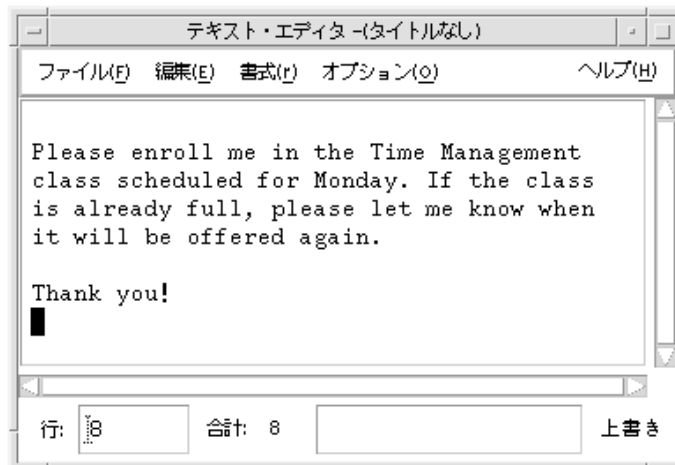 テキスト・エディタ -(タイトルなし)
ファイル(F) 編集(E) 書式(r) オプション(O) ヘルプ(H)
Please enroll me in the Time Management
class scheduled for Monday. If the class
is already full, please let me know when
it will be offered again.
Thank you!
行: 8 合計: 8 上書き